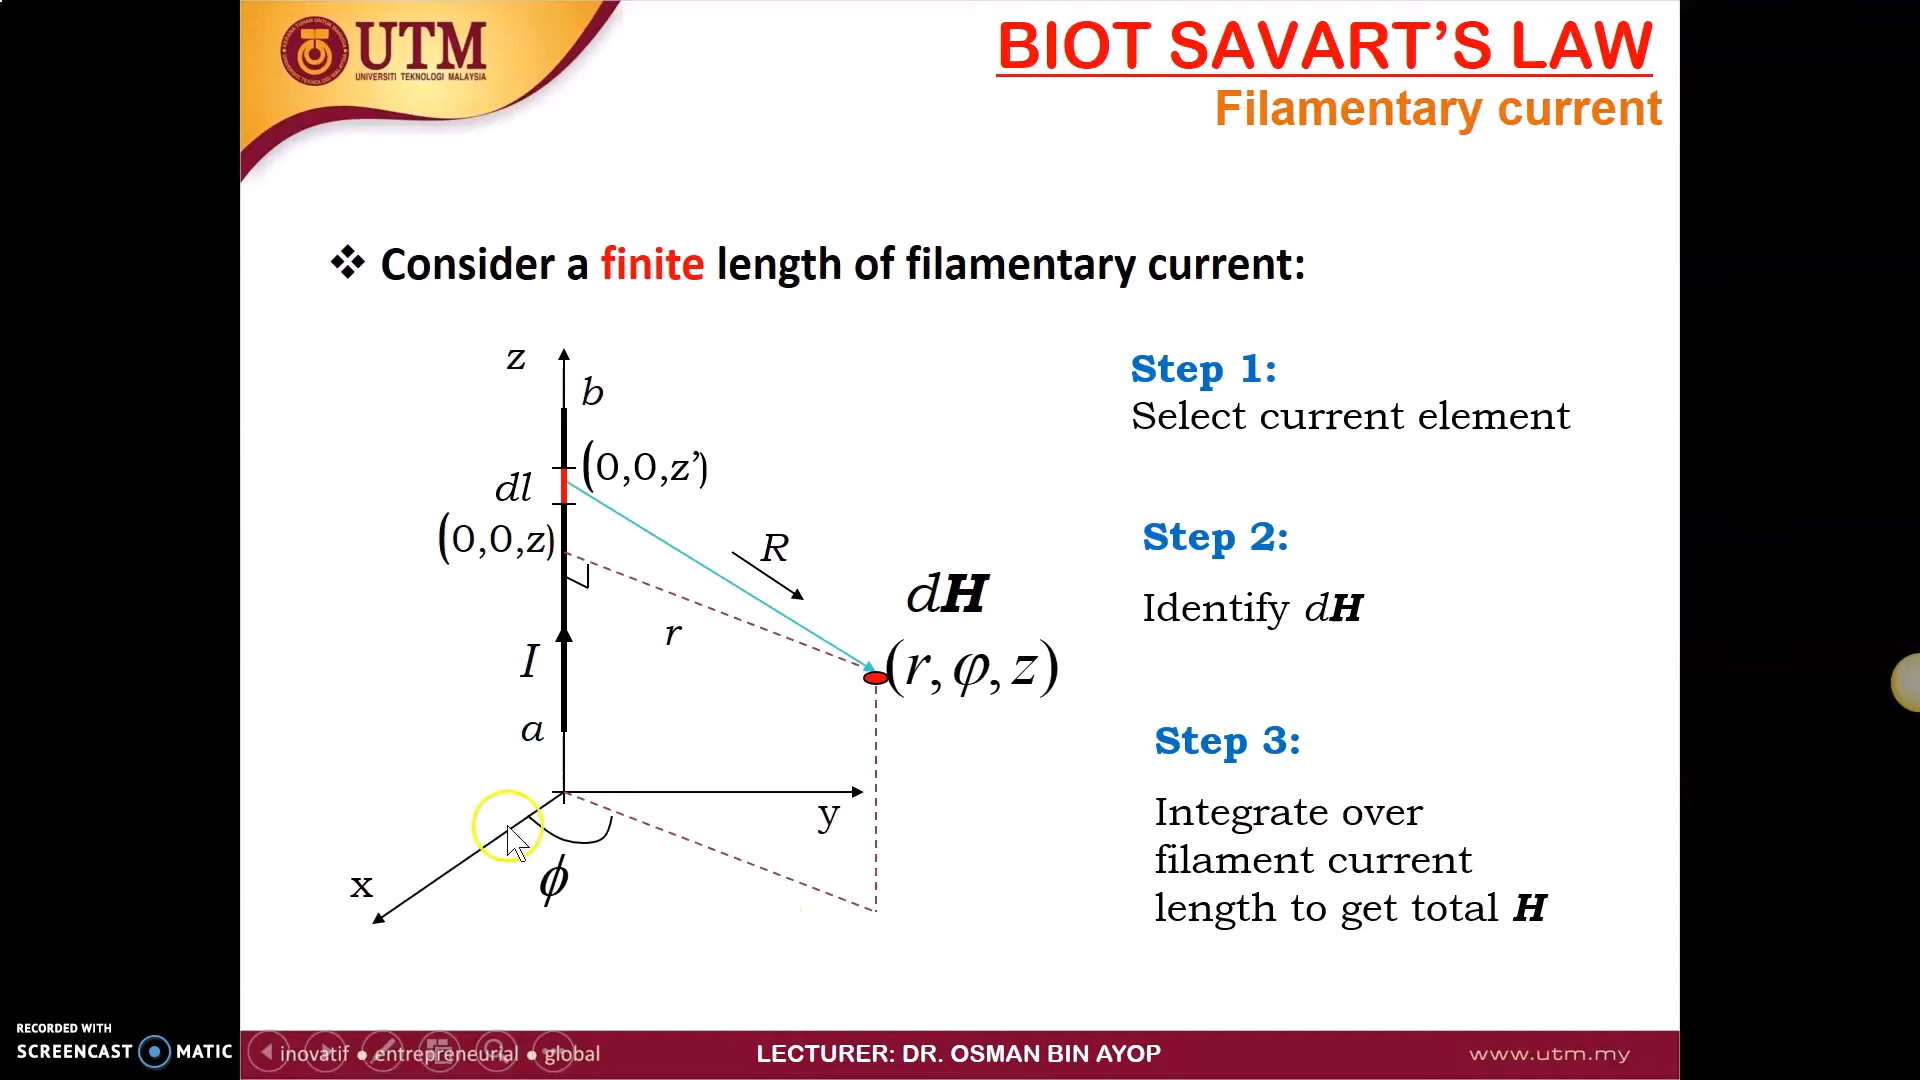 UTM
UNIVERSITI TEKNOLOGI MALAYSIA
BIOT SAVART’S LAW
Filamentary current
❖ Consider a finite length of filamentary current:
z
b
(0,0,z’)
dl
(0,0,z)
R
dH
r
(r,φ,z)
I
a
y
ϕ
x
Step 1:
Select current element
Step 2:
Identify dH
Step 3:
Integrate over
filament current
length to get total H
RECORDED WITH
SCREENCAST MATIC
inovatif ● entrepreneurial ● global
LECTURER: DR. OSMAN BIN AYOP
www.utm.my